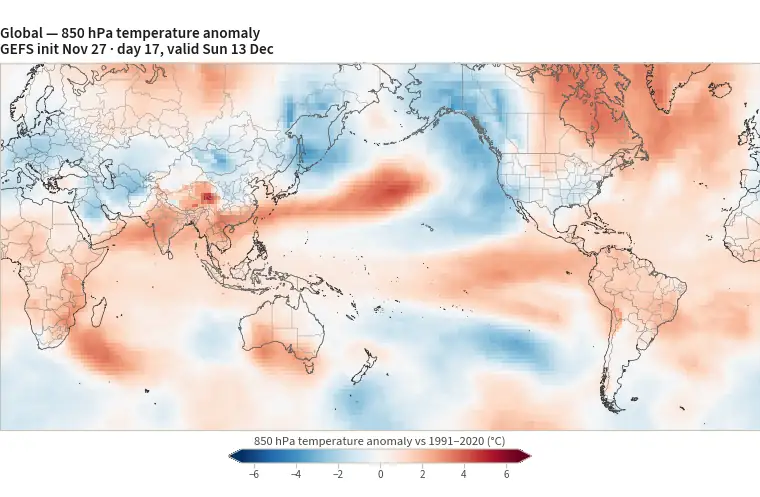 Global — 850 hPa temperature anomaly
GEFS init Nov 27 · day 17, valid Sun 13 Dec
850 hPa temperature anomaly vs 1991–2020 (°C)
−6 −4 −2 0 2 4 6